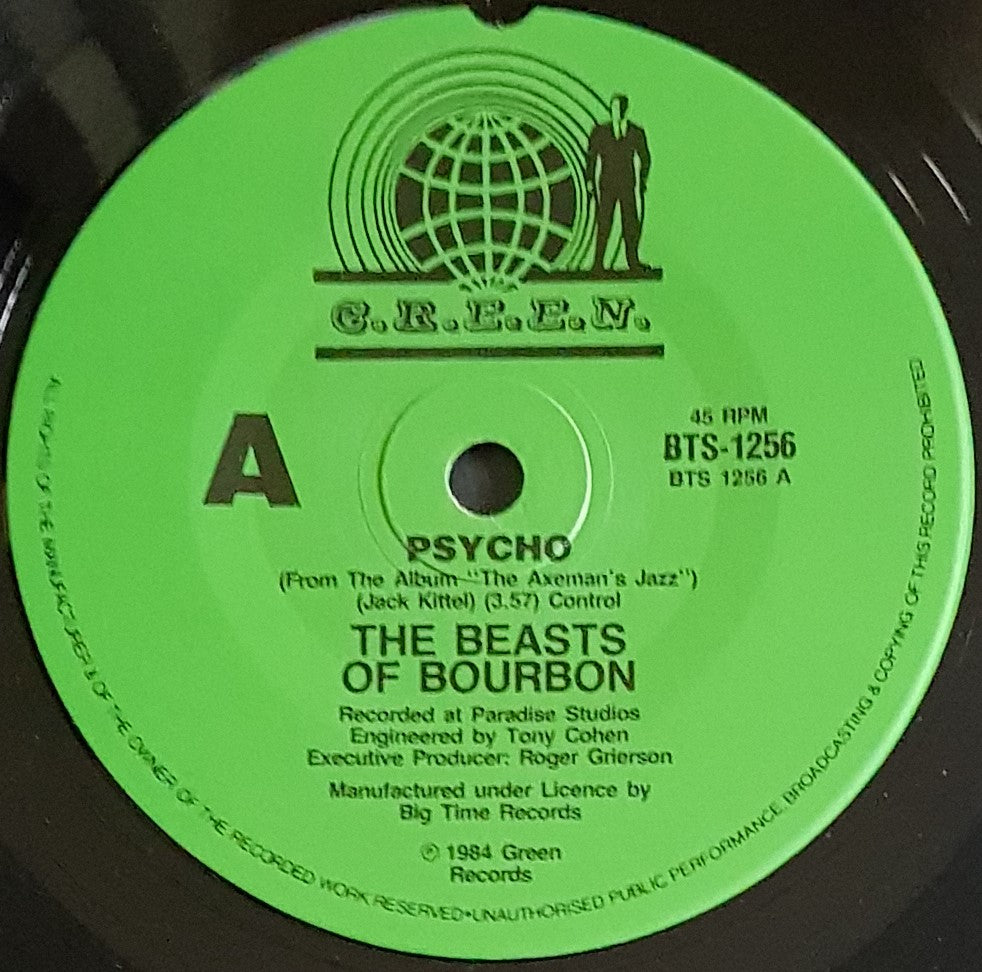 G.R.E.E.N.
A
45 RPM
BTS-1256
BTS 1256 A
PSYCHO
(From The Album "The Axeman's Jazz")
(Jack Kittel) (3.57) Control
THE BEASTS
OF BOURBON
Recorded at Paradise Studios
Engineered by Tony Cohen
Executive Producer: Roger Grierson
Manufactured under Licence by
Big Time Records
℗ 1984 Green
Records
ALL RIGHTS OF THE MANUFACTURER & OF THE OWNER OF THE RECORDED WORK RESERVED•UNAUTHORISED PUBLIC PERFORMANCE, BROADCASTING & COPYING OF THIS RECORD PROHIBITED